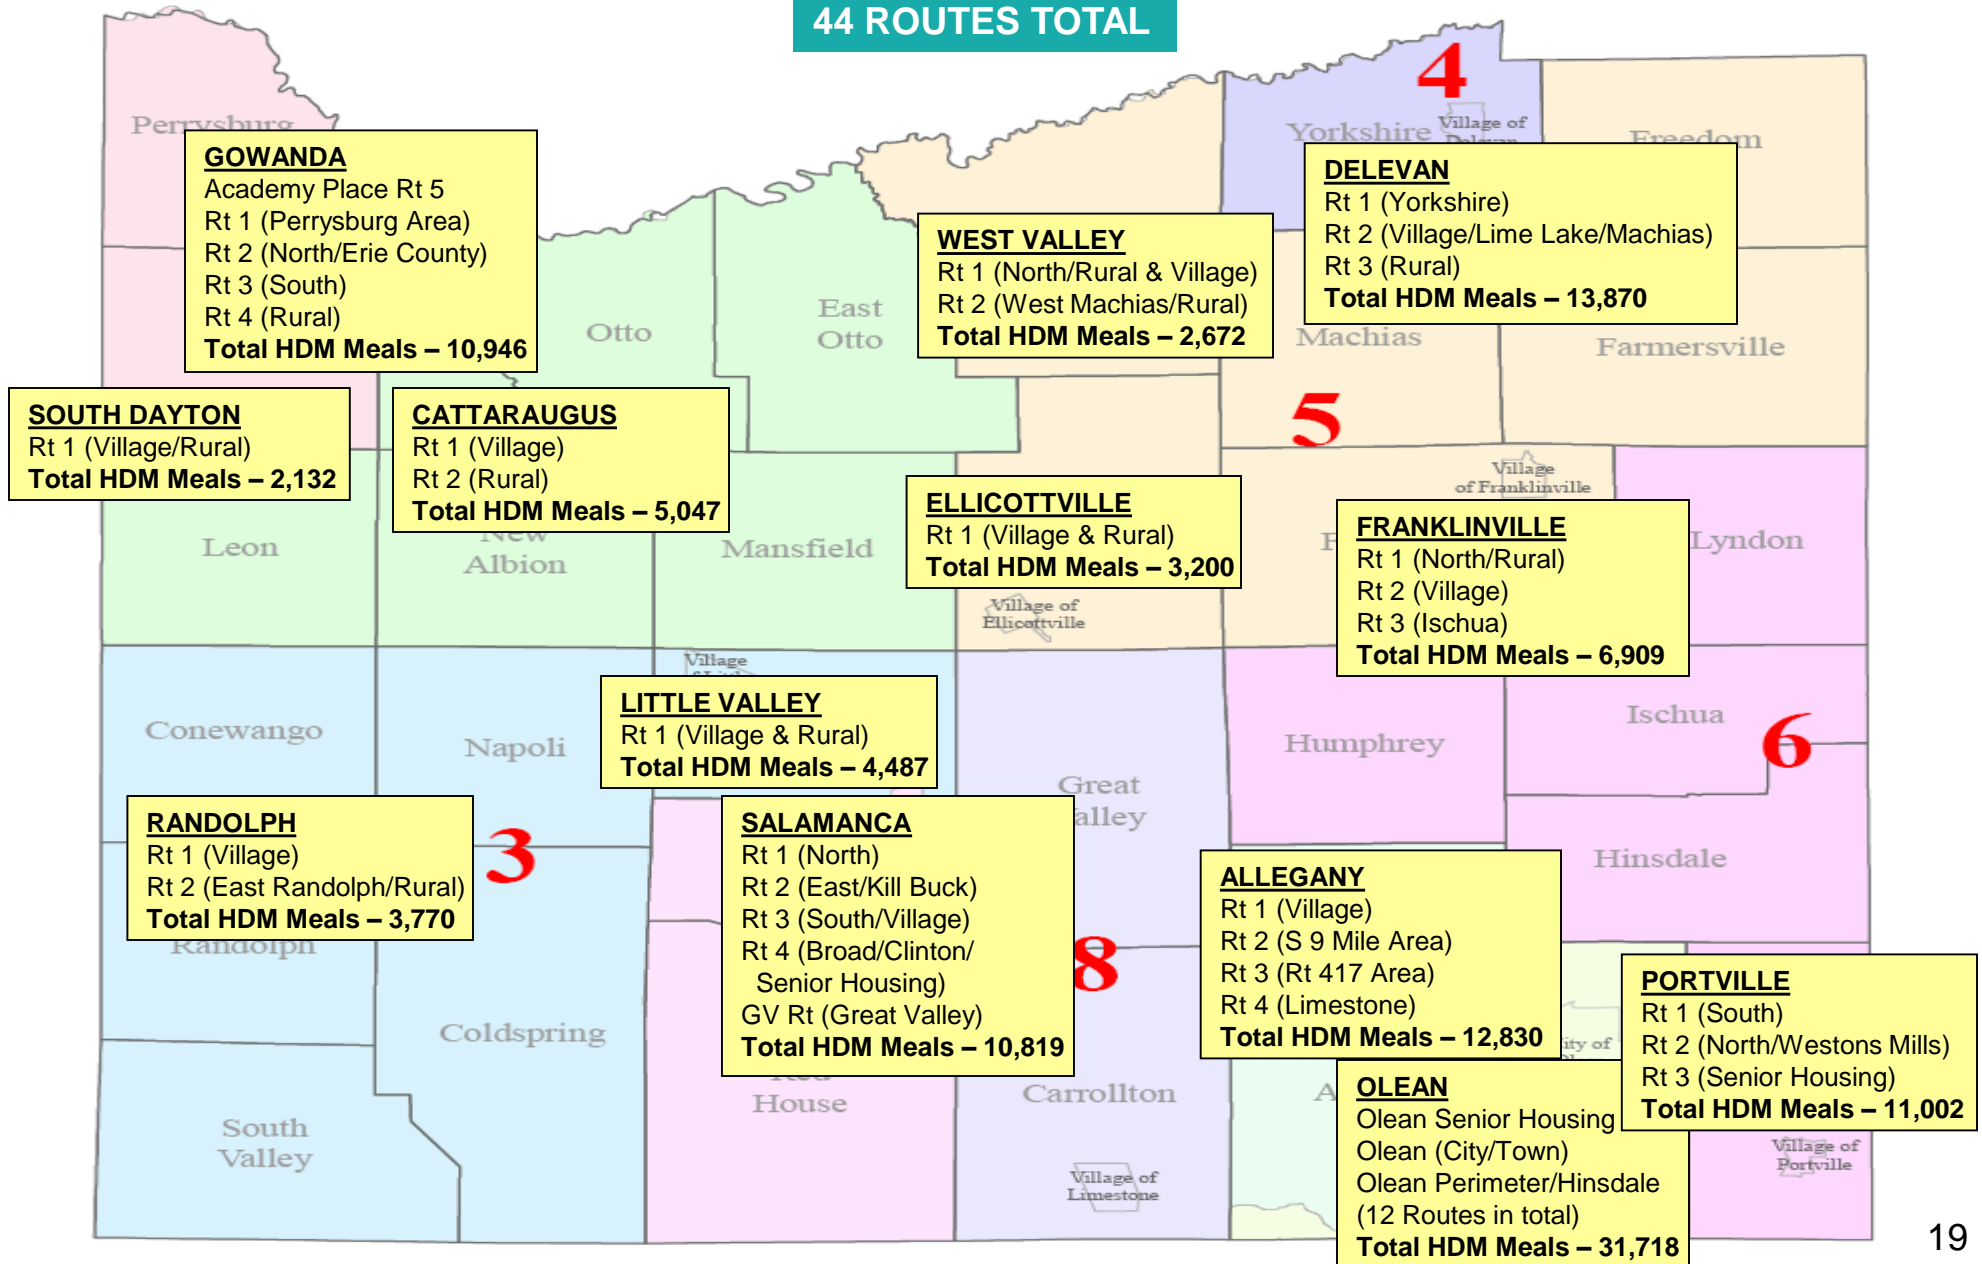 44 ROUTES TOTAL
4
Perrysburg
Yorkshire
Village of
Delevan
Freedom
GOWANDA
Academy Place Rt 5
Rt 1 (Perrysburg Area)
Rt 2 (North/Erie County)
Rt 3 (South)
Rt 4 (Rural)
Total HDM Meals – 10,946
DELEVAN
Rt 1 (Yorkshire)
Rt 2 (Village/Lime Lake/Machias)
Rt 3 (Rural)
Total HDM Meals – 13,870
WEST VALLEY
Rt 1 (North/Rural & Village)
Rt 2 (West Machias/Rural)
Total HDM Meals – 2,672
Otto
East
Otto
Machias
Farmersville
SOUTH DAYTON
Rt 1 (Village/Rural)
Total HDM Meals – 2,132
CATTARAUGUS
Rt 1 (Village)
Rt 2 (Rural)
Total HDM Meals – 5,047
5
Village
of Franklinville
ELLICOTTVILLE
Rt 1 (Village & Rural)
Total HDM Meals – 3,200
FRANKLINVILLE
Rt 1 (North/Rural)
Rt 2 (Village)
Rt 3 (Ischua)
Total HDM Meals – 6,909
Leon
New
Albion
Mansfield
F
Lyndon
Village of
Ellicottville
Village
LITTLE VALLEY
Rt 1 (Village & Rural)
Total HDM Meals – 4,487
Conewango
Napoli
Great
alley
Humphrey
Ischua
6
RANDOLPH
Rt 1 (Village)
Rt 2 (East Randolph/Rural)
Total HDM Meals – 3,770
3
SALAMANCA
Rt 1 (North)
Rt 2 (East/Kill Buck)
Rt 3 (South/Village)
Rt 4 (Broad/Clinton/
Senior Housing)
GV Rt (Great Valley)
Total HDM Meals – 10,819
8
ALLEGANY
Rt 1 (Village)
Rt 2 (S 9 Mile Area)
Rt 3 (Rt 417 Area)
Rt 4 (Limestone)
Total HDM Meals – 12,830
Hinsdale
Randolph
PORTVILLE
Rt 1 (South)
Rt 2 (North/Westons Mills)
Rt 3 (Senior Housing)
Total HDM Meals – 11,002
Coldspring
ity of
Red
House
Carrollton
A
OLEAN
Olean Senior Housing
Olean (City/Town)
Olean Perimeter/Hinsdale
(12 Routes in total)
Total HDM Meals – 31,718
South
Valley
Village of
Limestone
Village of
Portville
19